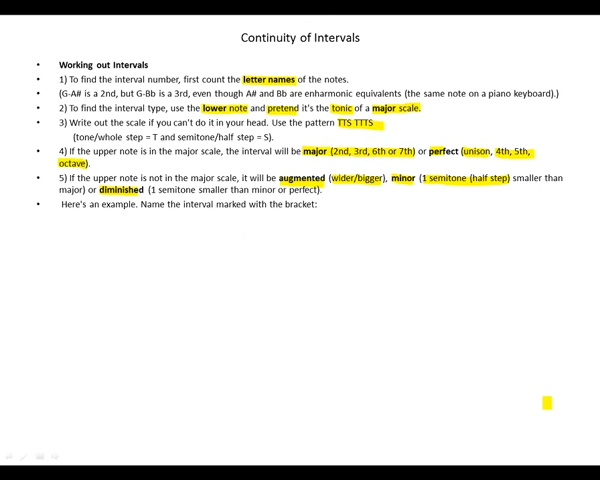 Continuity of Intervals
• Working out Intervals
• 1) To find the interval number, first count the letter names of the notes.
• (G-A# is a 2nd, but G-Bb is a 3rd, even though A# and Bb are enharmonic equivalents (the same note on a piano keyboard).)
• 2) To find the interval type, use the lower note and pretend it's the tonic of a major scale.
• 3) Write out the scale if you can't do it in your head. Use the pattern TTS TTTS
(tone/whole step = T and semitone/half step = S).
• 4) If the upper note is in the major scale, the interval will be major (2nd, 3rd, 6th or 7th) or perfect (unison, 4th, 5th,
octave).
• 5) If the upper note is not in the major scale, it will be augmented (wider/bigger), minor (1 semitone (half step) smaller than
major) or diminished (1 semitone smaller than minor or perfect).
• Here's an example. Name the interval marked with the bracket: